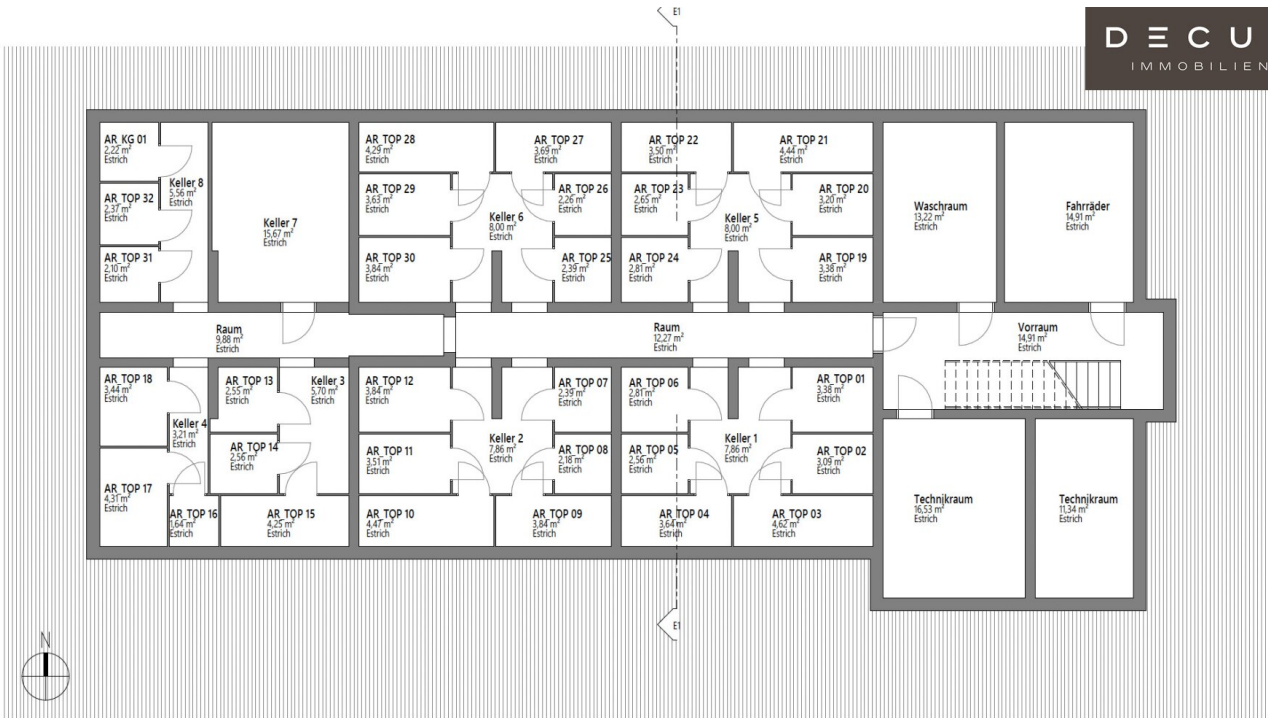 E1
DECU
IMMOBILIEN
AR KG 01
2,22 m²
Estrich
Keller 8
5,56 m²
Estrich
AR TOP 32
2,37 m²
Estrich
AR TOP 31
2,10 m²
Estrich
Keller 7
15,67 m²
Estrich
AR TOP 28
4,29 m²
Estrich
AR TOP 27
3,69 m²
Estrich
AR TOP 29
3,63 m²
Estrich
AR TOP 26
2,26 m²
Estrich
Keller 6
8,00 m²
Estrich
AR TOP 30
3,84 m²
Estrich
AR TOP 25
2,39 m²
Estrich
AR TOP 22
3,50 m²
Estrich
AR TOP 21
4,44 m²
Estrich
AR TOP 23
2,65 m²
Estrich
AR TOP 20
3,20 m²
Estrich
Keller 5
8,00 m²
Estrich
AR TOP 24
2,81 m²
Estrich
AR TOP 19
3,38 m²
Estrich
Waschraum
13,22 m²
Estrich
Fahrräder
14,91 m²
Estrich
Raum
9,88 m²
Estrich
Raum
12,27 m²
Estrich
Vorraum
14,91 m²
Estrich
AR TOP 18
3,44 m²
Estrich
AR TOP 13
2,55 m²
Estrich
Keller 3
5,70 m²
Estrich
Keller 4
3,21 m²
Estrich
AR TOP 14
2,56 m²
Estrich
AR TOP 17
4,31 m²
Estrich
AR TOP 16
1,64 m²
Estrich
AR TOP 15
4,25 m²
Estrich
AR TOP 12
3,84 m²
Estrich
AR TOP 07
2,39 m²
Estrich
Keller 2
7,86 m²
Estrich
AR TOP 11
3,51 m²
Estrich
AR TOP 08
2,18 m²
Estrich
AR TOP 10
4,47 m²
Estrich
AR TOP 09
3,84 m²
Estrich
AR TOP 06
2,81 m²
Estrich
AR TOP 01
3,38 m²
Estrich
Keller 1
7,86 m²
Estrich
AR TOP 05
2,56 m²
Estrich
AR TOP 02
3,09 m²
Estrich
AR TOP 04
3,64 m²
Estrich
AR TOP 03
4,62 m²
Estrich
Technikraum
16,53 m²
Estrich
Technikraum
11,34 m²
Estrich
E1
N